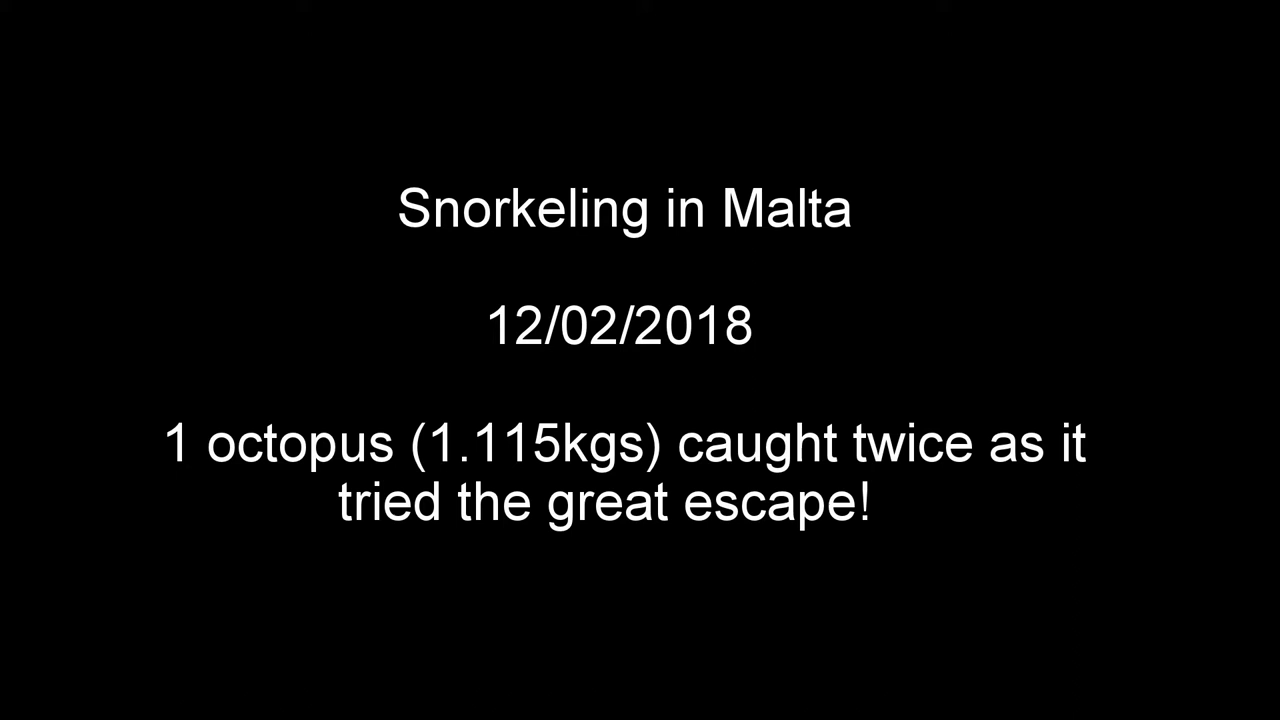 Snorkeling in Malta
12/02/2018
1 octopus (1.115kgs) caught twice as it
tried the great escape!